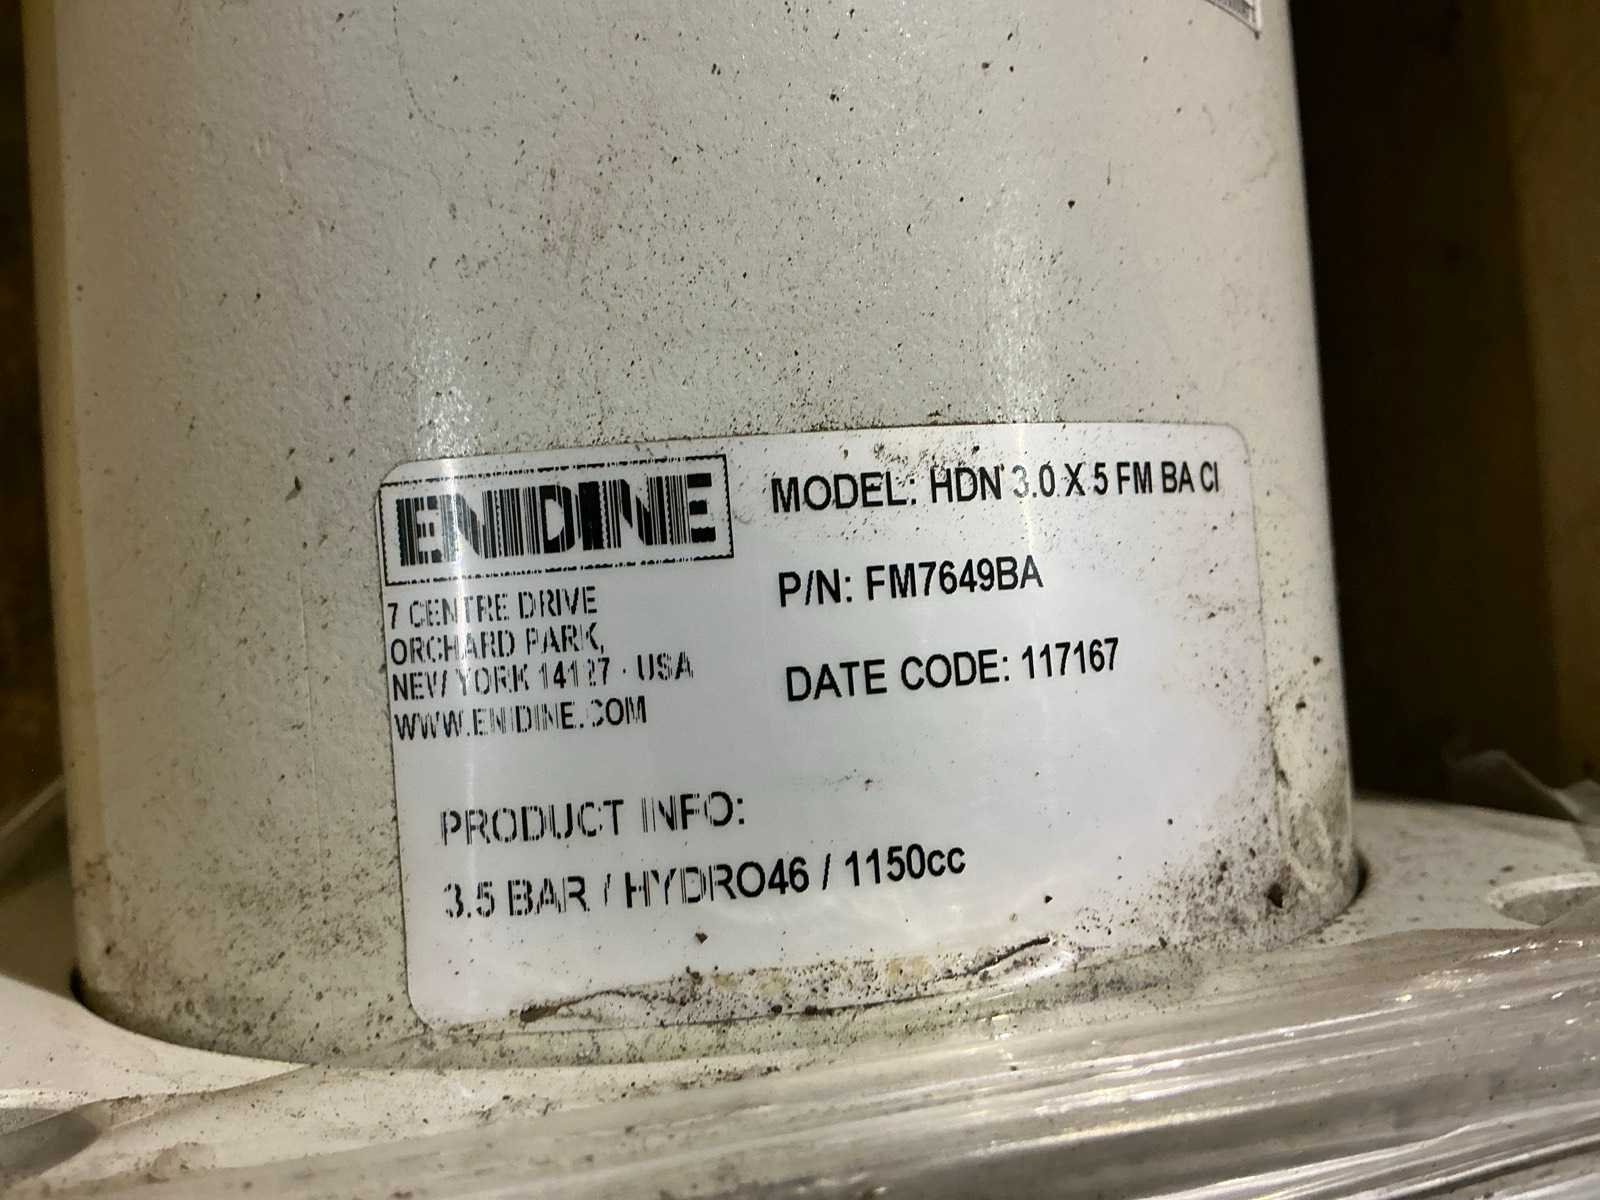 ENIDINE
7 CENTRE DRIVE
ORCHARD PARK,
NEW YORK 14127 · USA
WWW.ENIDINE.COM
MODEL: HDN 3.0 X 5 FM BA CI
P/N: FM7649BA
DATE CODE: 117167
PRODUCT INFO:
3.5 BAR / HYDRO46 / 1150cc